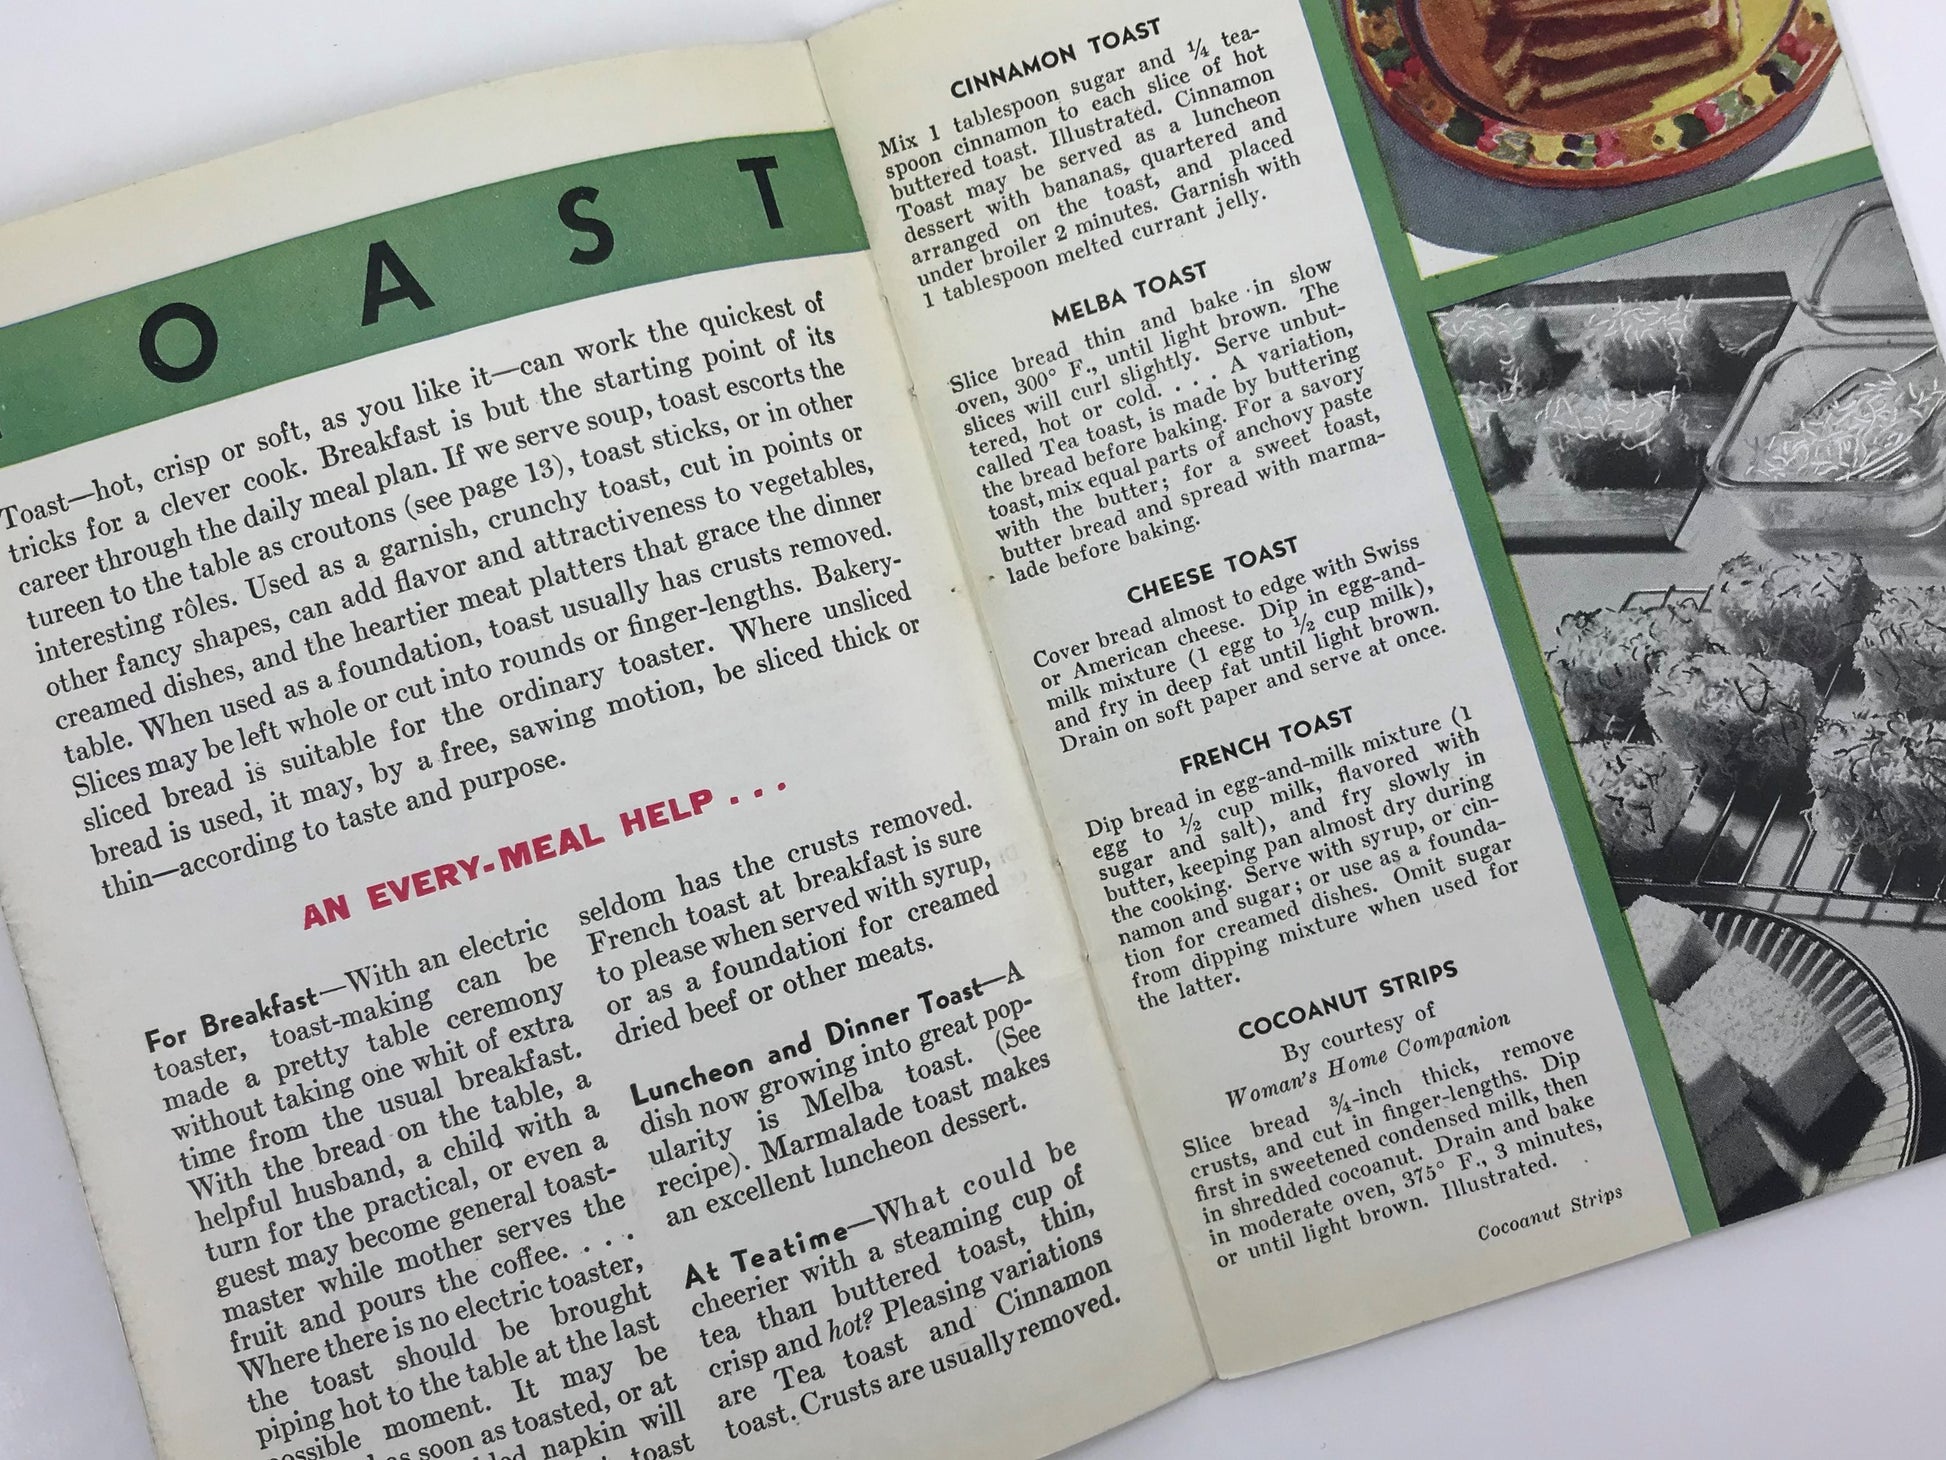 OAST
Toast—hot, crisp or soft, as you like it—can work the quickest of
tricks for a clever cook. Breakfast is but the starting point of its
career through the daily meal plan. If we serve soup, toast escorts the
tureen to the table as croutons (see page 13), toast sticks, or in other
interesting rôles. Used as a garnish, crunchy toast, cut in points or
other fancy shapes, can add flavor and attractiveness to vegetables,
creamed dishes, and the heartier meat platters that grace the dinner
table. When used as a foundation, toast usually has crusts removed.
Slices may be left whole or cut into rounds or finger-lengths. Bakery-
sliced bread is suitable for the ordinary toaster. Where unsliced
bread is used, it may, by a free, sawing motion, be sliced thick or
thin—according to taste and purpose.
AN EVERY-MEAL HELP . . .
For Breakfast—With an electric
toaster, toast-making can be
made a pretty table ceremony
without taking one whit of extra
time from the usual breakfast.
With the bread on the table, a
helpful husband, a child with a
turn for the practical, or even a
guest may become general toast-
master while mother serves the
fruit and pours the coffee. . . .
Where there is no electric toaster,
the toast should be brought
piping hot to the table at the last
possible moment. It may be
as soon as toasted, or at
napkin will
toast
seldom has the crusts removed.
French toast at breakfast is sure
to please when served with syrup,
or as a foundation for creamed
dried beef or other meats.
Luncheon and Dinner Toast—A
dish now growing into great pop-
ularity is Melba toast. (See
recipe). Marmalade toast makes
an excellent luncheon dessert.
At Teatime—What could be
cheerier with a steaming cup of
tea than buttered toast, thin,
crisp and hot? Pleasing variations
are Tea toast and Cinnamon
toast. Crusts are usually removed.
CINNAMON TOAST
Mix 1 tablespoon sugar and ¼ tea-
spoon cinnamon to each slice of hot
buttered toast. Illustrated. Cinnamon
Toast may be served as a luncheon
dessert with bananas, quartered and
arranged on the toast, and placed
under broiler 2 minutes. Garnish with
1 tablespoon melted currant jelly.
MELBA TOAST
Slice bread thin and bake in slow
oven, 300° F., until light brown. The
slices will curl slightly. Serve unbut-
tered, hot or cold. . . . A variation,
called Tea toast, is made by buttering
the bread before baking. For a savory
toast, mix equal parts of anchovy paste
with the butter; for a sweet toast,
butter bread and spread with marma-
lade before baking.
CHEESE TOAST
Cover bread almost to edge with Swiss
or American cheese. Dip in egg-and-
milk mixture (1 egg to ½ cup milk),
and fry in deep fat until light brown.
Drain on soft paper and serve at once.
FRENCH TOAST
Dip bread in egg-and-milk mixture (1
egg to ½ cup milk, flavored with
sugar and salt), and fry slowly in
butter, keeping pan almost dry during
the cooking. Serve with syrup, or cin-
namon and sugar; or use as a founda-
tion for creamed dishes. Omit sugar
from dipping mixture when used for
the latter.
COCOANUT STRIPS
By courtesy of
Woman's Home Companion
Slice bread ¾-inch thick, remove
crusts, and cut in finger-lengths. Dip
first in sweetened condensed milk, then
in shredded cocoanut. Drain and bake
in moderate oven, 375° F., 3 minutes,
or until light brown. Illustrated.
Cocoanut Strips